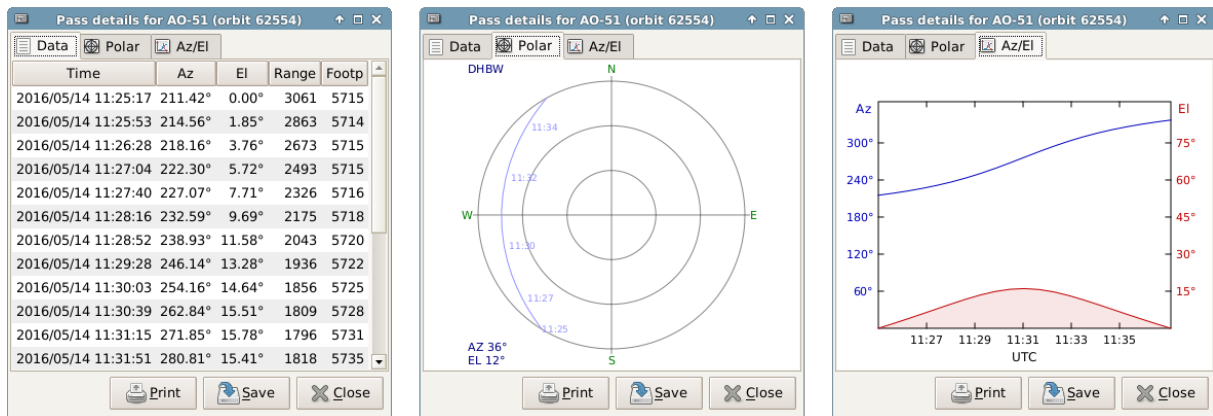 Pass details for AO-51 (orbit 62554)
Data Polar Az/El
Time Az El Range Footp
2016/05/14 11:25:17 211.42° 0.00° 3061 5715
2016/05/14 11:25:53 214.56° 1.85° 2863 5714
2016/05/14 11:26:28 218.16° 3.76° 2673 5715
2016/05/14 11:27:04 222.30° 5.72° 2493 5715
2016/05/14 11:27:40 227.07° 7.71° 2326 5716
2016/05/14 11:28:16 232.59° 9.69° 2175 5718
2016/05/14 11:28:52 238.93° 11.58° 2043 5720
2016/05/14 11:29:28 246.14° 13.28° 1936 5722
2016/05/14 11:30:03 254.16° 14.64° 1856 5725
2016/05/14 11:30:39 262.84° 15.51° 1809 5728
2016/05/14 11:31:15 271.85° 15.78° 1796 5731
2016/05/14 11:31:51 280.81° 15.41° 1818 5735
Print Save Close
Pass details for AO-51 (orbit 62554)
Data Polar Az/El
DHBW
N
11:34
11:32
W
E
11:30
11:27
11:25
S
AZ 36°
EL 12°
Print Save Close
Pass details for AO-51 (orbit 62554)
Data Polar Az/El
Az El
300° 75°
240° 60°
180° 45°
120° 30°
60° 15°
11:27 11:29 11:31 11:33 11:35
UTC
Print Save Close